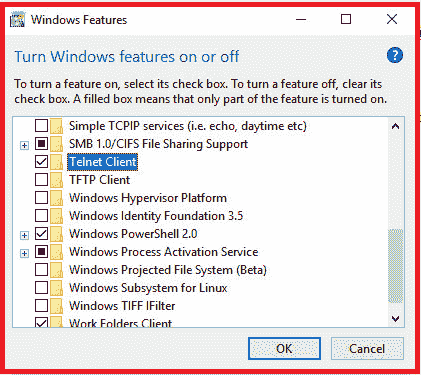 Windows Features
Turn Windows features on or off
?
To turn a feature on, select its check box. To turn a feature off, clear its
check box. A filled box means that only part of the feature is turned on.
Simple TCPIP services (i.e. echo, daytime etc)
SMB 1.0/CIFS File Sharing Support
Telnet Client
TFTP Client
Windows Hypervisor Platform
Windows Identity Foundation 3.5
Windows PowerShell 2.0
Windows Process Activation Service
Windows Projected File System (Beta)
Windows Subsystem for Linux
Windows TIFF IFilter
Work Folders Client
OK
Cancel